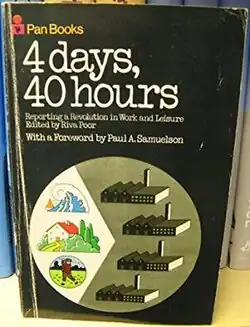 Pan Books
4 days,
40 hours
Reporting a Revolution in Work and Leisure
Edited by Riva Poor
With a Foreword by Paul A. Samuelson